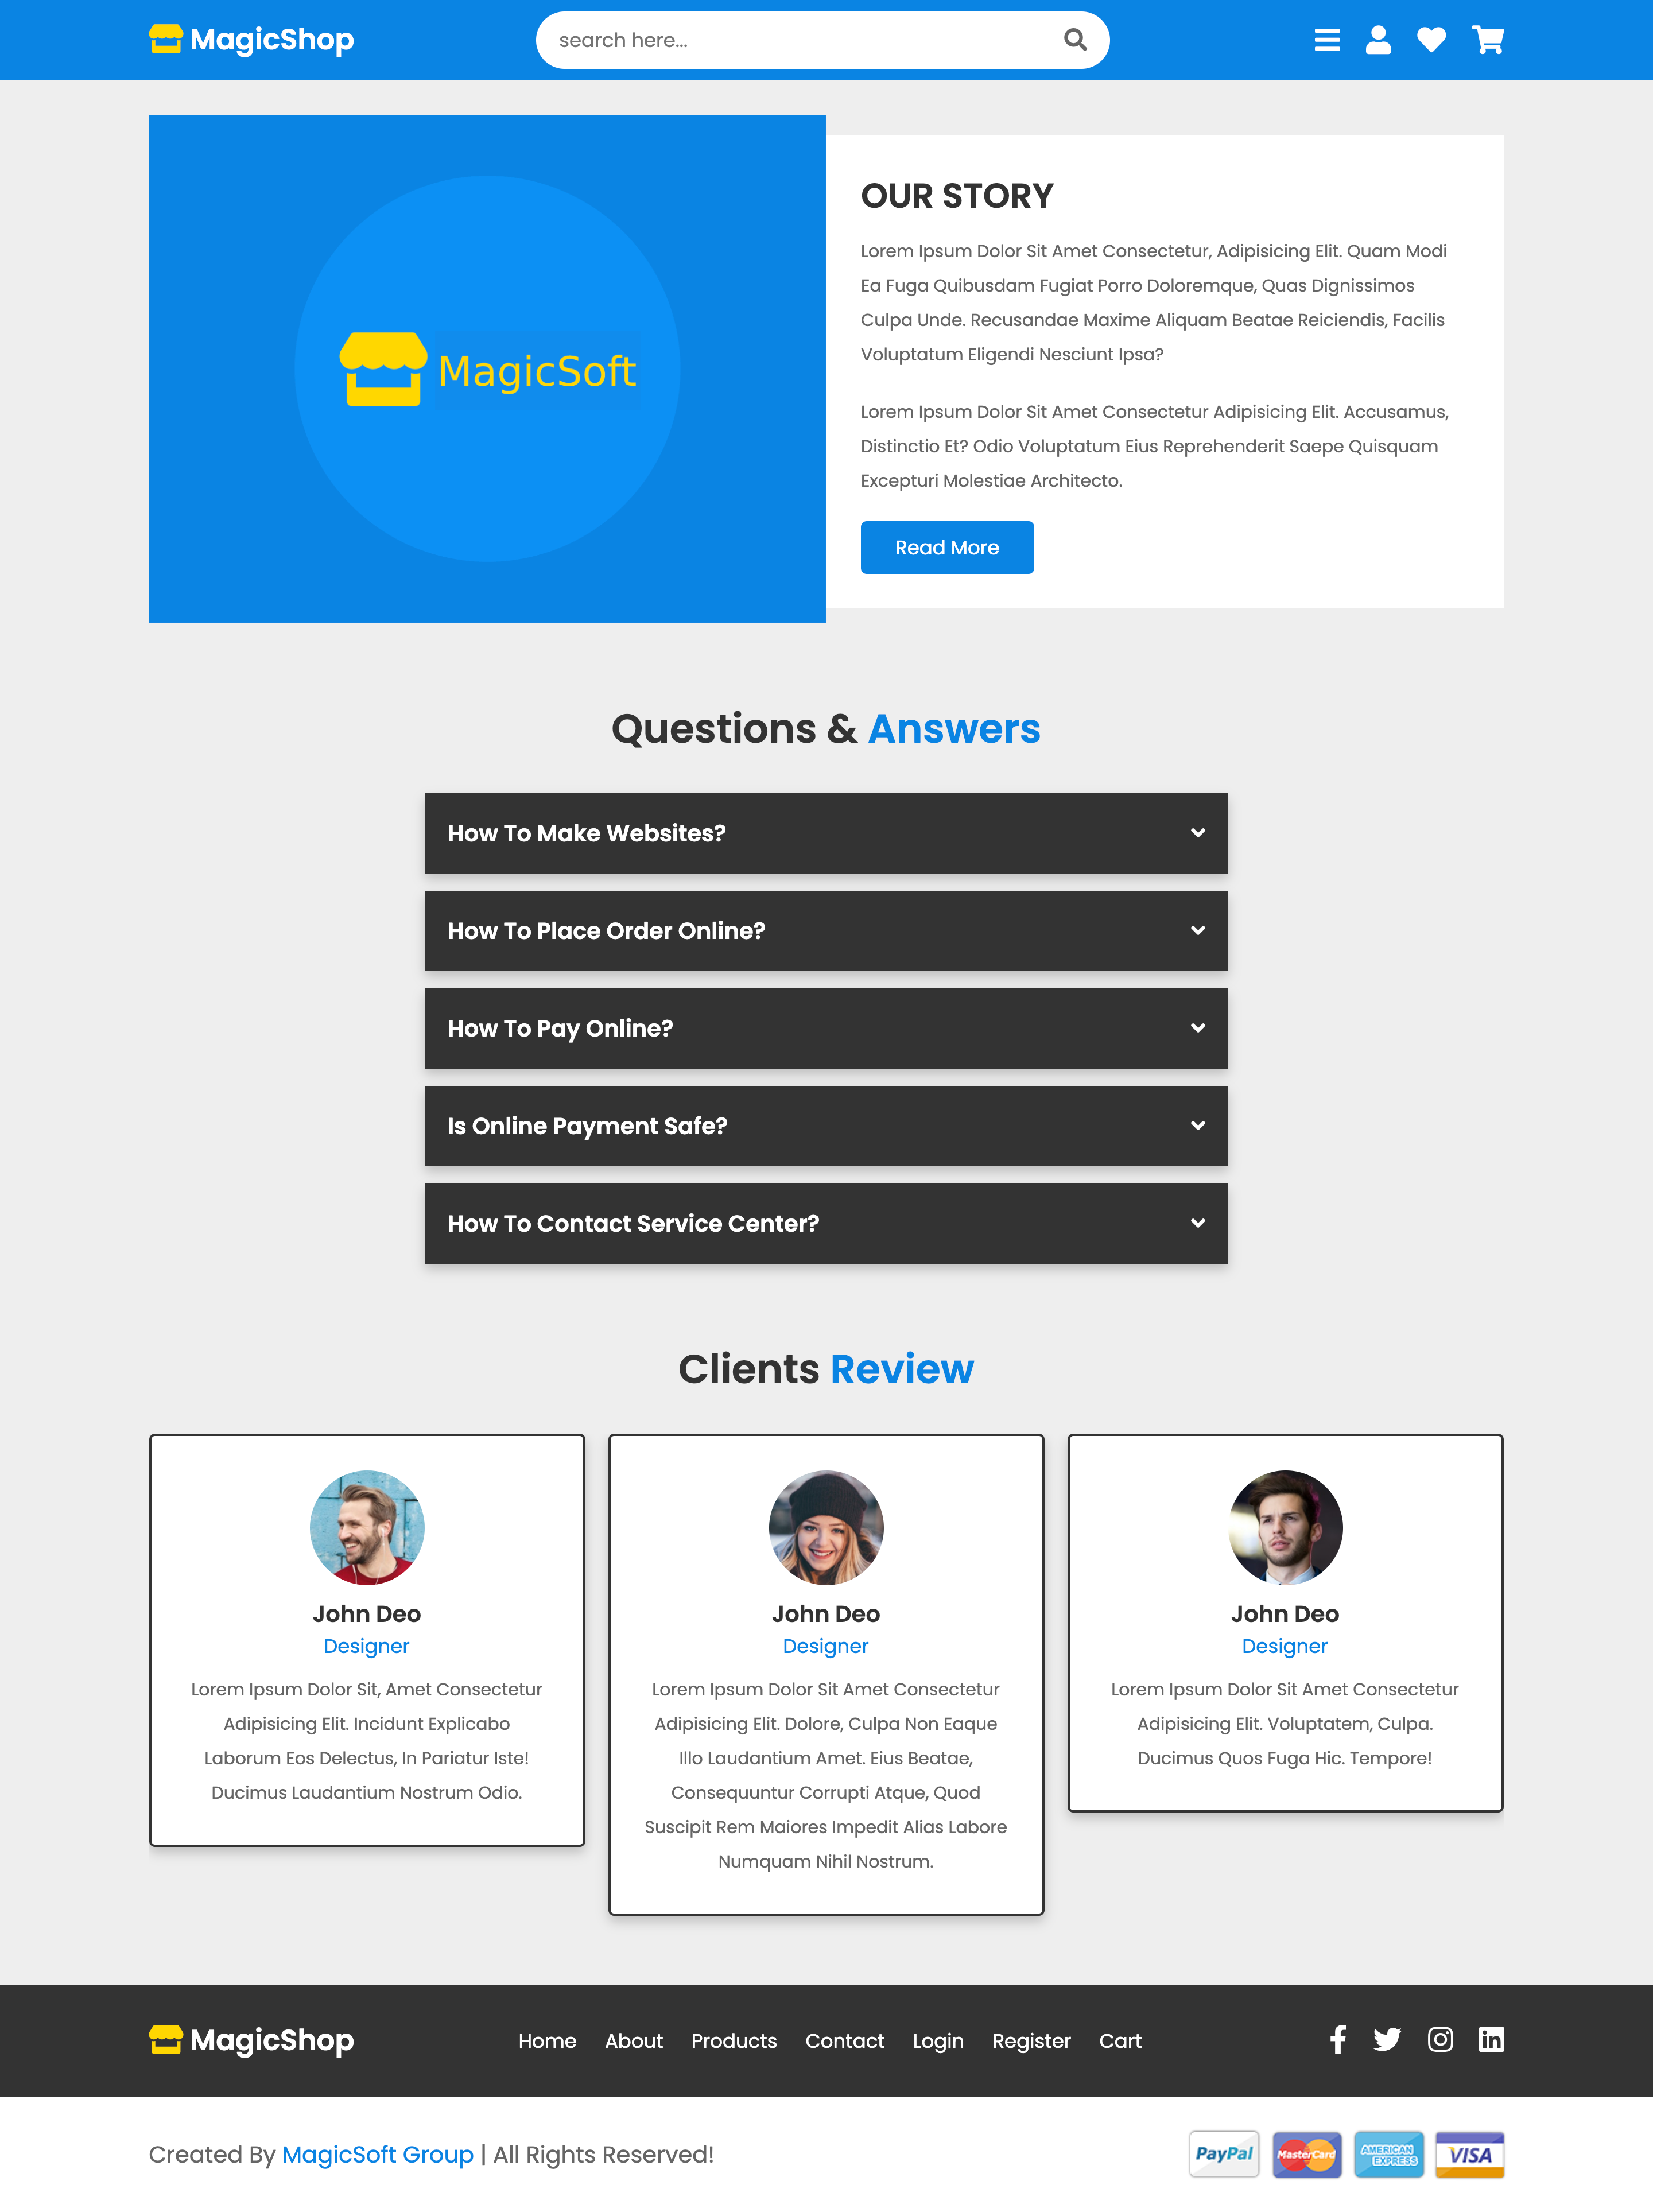 MagicShop
search here...
MagicSoft
OUR STORY
Lorem Ipsum Dolor Sit Amet Consectetur, Adipisicing Elit. Quam Modi
Ea Fuga Quibusdam Fugiat Porro Doloremque, Quas Dignissimos
Culpa Unde. Recusandae Maxime Aliquam Beatae Reiciendis, Facilis
Voluptatum Eligendi Nesciunt Ipsa?
Lorem Ipsum Dolor Sit Amet Consectetur Adipisicing Elit. Accusamus,
Distinctio Et? Odio Voluptatum Eius Reprehenderit Saepe Quisquam
Excepturi Molestiae Architecto.
Read More
Questions & Answers
How To Make Websites?
How To Place Order Online?
How To Pay Online?
Is Online Payment Safe?
How To Contact Service Center?
Clients Review
John Deo
Designer
Lorem Ipsum Dolor Sit, Amet Consectetur
Adipisicing Elit. Incidunt Explicabo
Laborum Eos Delectus, In Pariatur Iste!
Ducimus Laudantium Nostrum Odio.
John Deo
Designer
Lorem Ipsum Dolor Sit Amet Consectetur
Adipisicing Elit. Dolore, Culpa Non Eaque
Illo Laudantium Amet. Eius Beatae,
Consequuntur Corrupti Atque, Quod
Suscipit Rem Maiores Impedit Alias Labore
Numquam Nihil Nostrum.
John Deo
Designer
Lorem Ipsum Dolor Sit Amet Consectetur
Adipisicing Elit. Voluptatem, Culpa.
Ducimus Quos Fuga Hic. Tempore!
MagicShop
Home About Products Contact Login Register Cart
Created By MagicSoft Group | All Rights Reserved!
PayPal
MasterCard
AMERICAN
EXPRESS
VISA